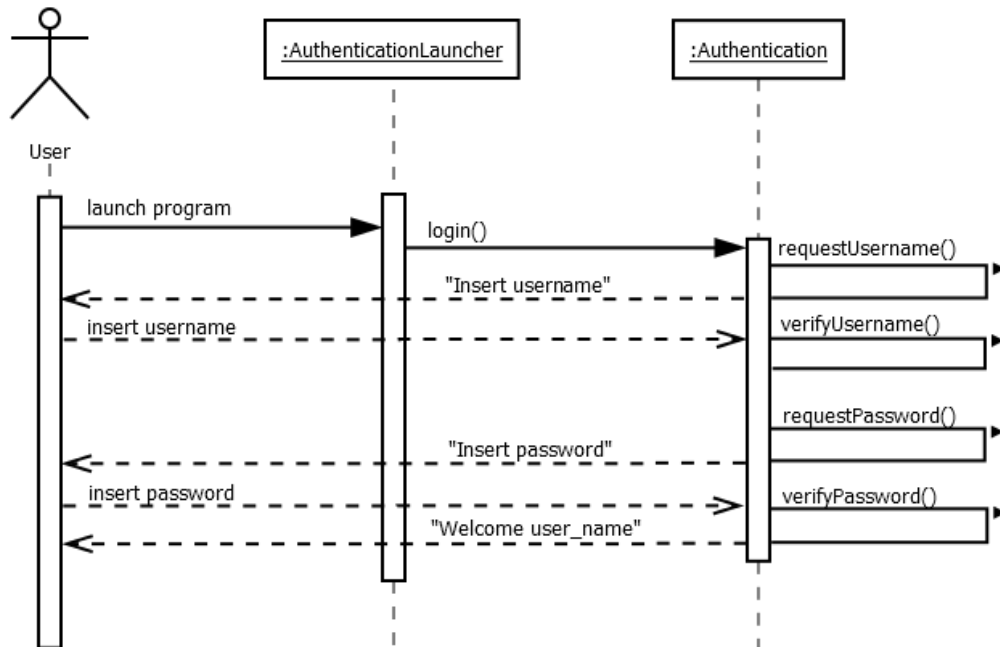 :AuthenticationLauncher
:Authentication
User
launch program
login()
requestUsername()
"Insert username"
insert username
verifyUsername()
requestPassword()
"Insert password"
insert password
verifyPassword()
"Welcome user_name"